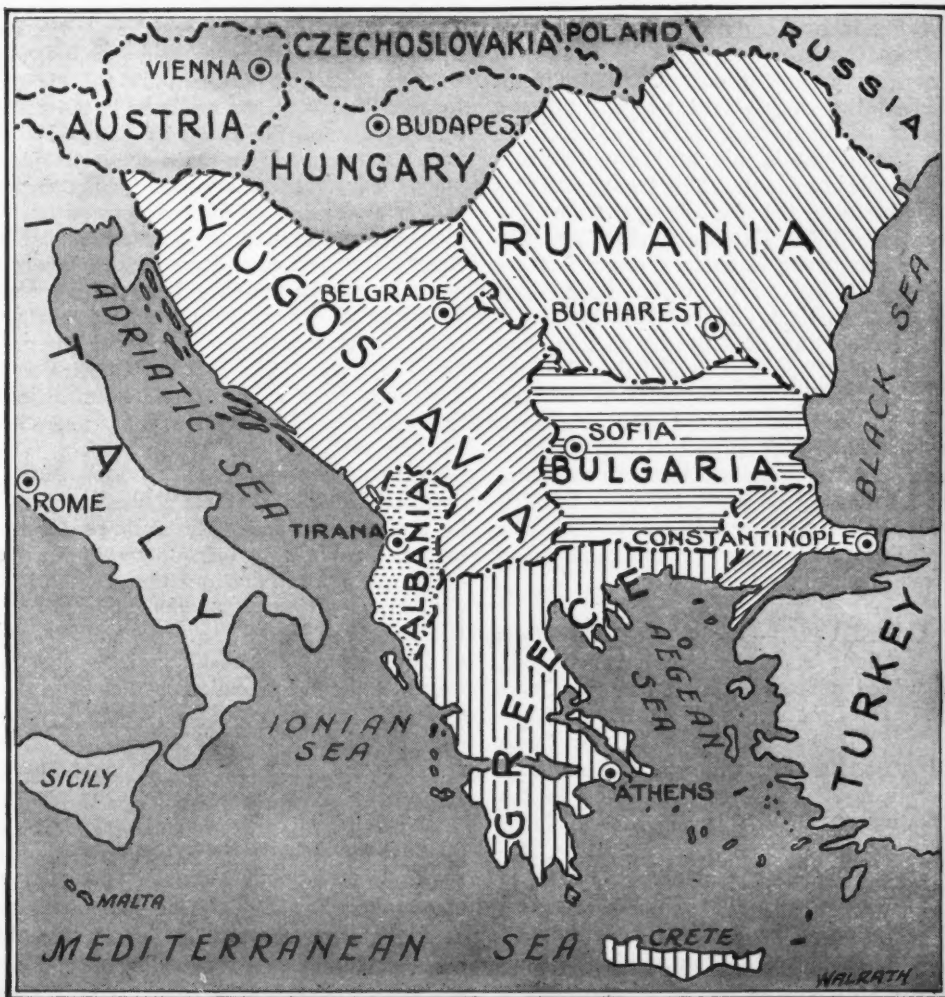 CZECHOSLOVAKIA
POLAND
RUSSIA
VIENNA
AUSTRIA
BUDAPEST
HUNGARY
YUGOSLAVIA
RUMANIA
BELGRADE
BUCHAREST
ITALY
ADRIATIC SEA
BLACK SEA
SOFIA
BULGARIA
ROME
TIRANA
ALBANIA
CONSTANTINOPLE
GREECE
AEGEAN
SEA
TURKEY
IONIAN
SEA
SICILY
ATHENS
MALTA
MEDITERRANEAN SEA
CRETE
WALRATH